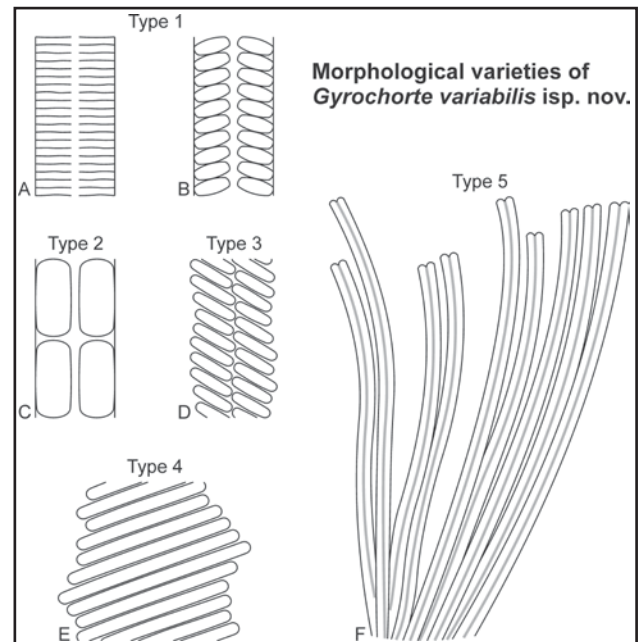 Type 1
A
B
Morphological varieties of
Gyrochorte variabilis isp. nov.
Type 2
Type 3
C
D
Type 4
E
Type 5
F